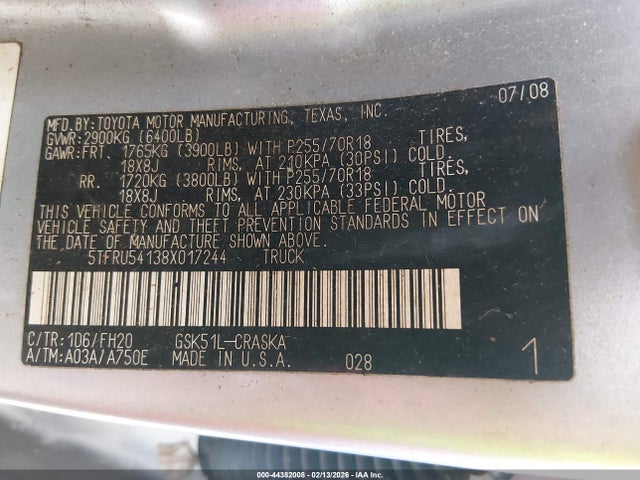 MFD.BY:TOYOTA MOTOR MANUFACTURING, TEXAS, INC. 07/08
GVWR:2900KG (6400LB)
GAWR:FRT. 1765KG (3900LB) WITH P255/70R18 TIRES,
18X8J RIMS, AT 210KPA (30PSI) COLD.
RR. 1720KG (3800LB) WITH P255/70R18 TIRES,
18X8J RIMS, AT 230KPA (33PSI) COLD.
THIS VEHICLE CONFORMS TO ALL APPLICABLE FEDERAL MOTOR
VEHICLE SAFETY AND THEFT PREVENTION STANDARDS IN EFFECT ON
THE DATE OF MANUFACTURE SHOWN ABOVE.
5TFRU54138X017244 TRUCK
C/TR:1D6/FH20 GSK51L-CRASKA
A/TM:A03A/A750E MADE IN U.S.A. 028 1
000-44382008 - 02/13/2026 - IAA Inc.